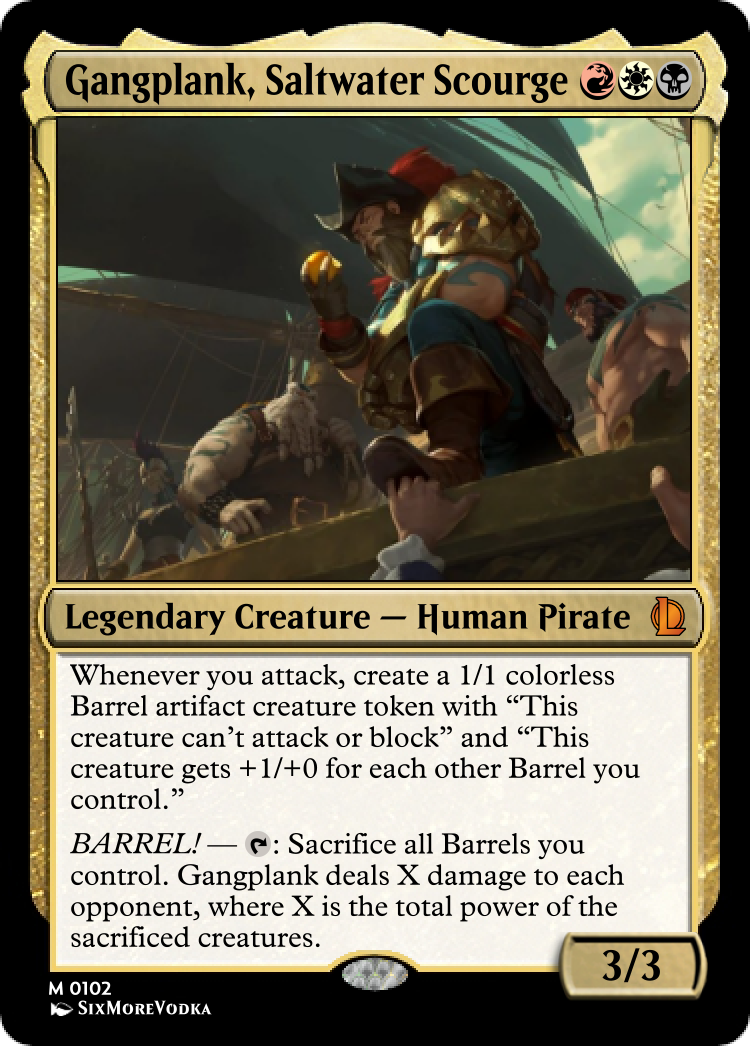 Gangplank, Saltwater Scourge
Legendary Creature — Human Pirate
Whenever you attack, create a 1/1 colorless
Barrel artifact creature token with “This
creature can’t attack or block” and “This
creature gets +1/+0 for each other Barrel you
control.”
BARREL! — : Sacrifice all Barrels you
control. Gangplank deals X damage to each
opponent, where X is the total power of the
sacrificed creatures.
3/3
M 0102
SixMoreVodka